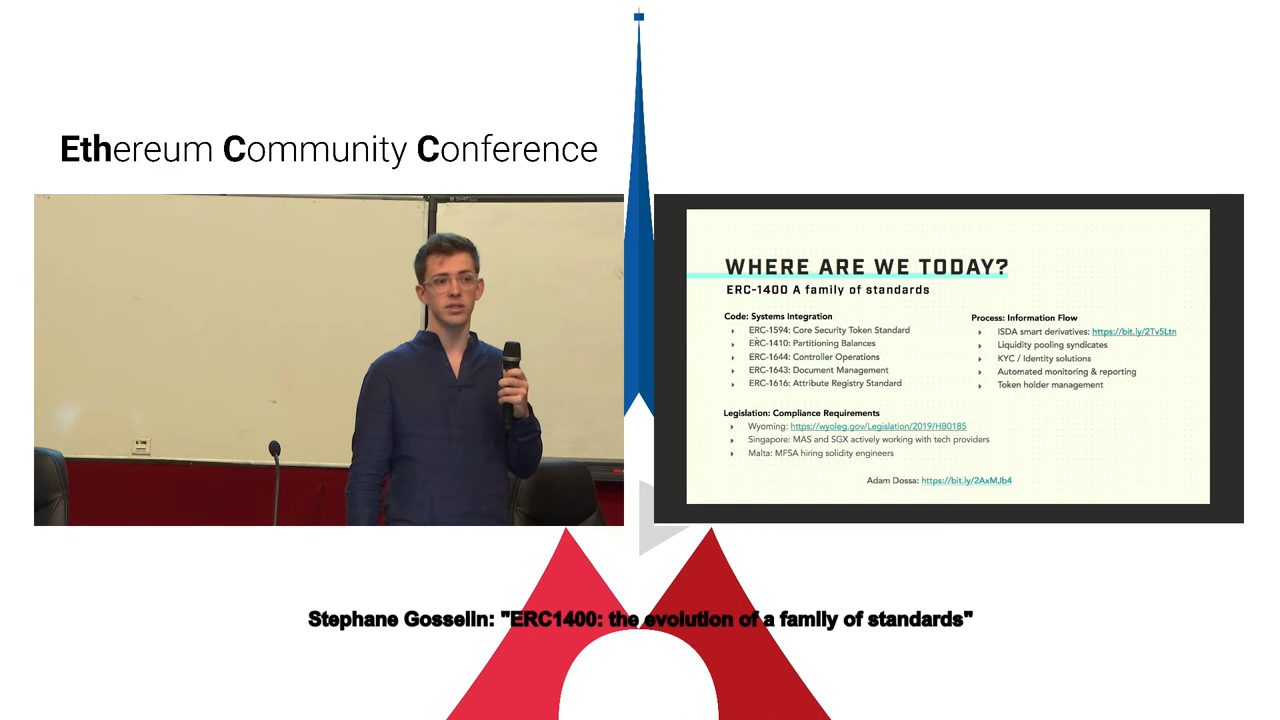 Ethereum Community Conference
WHERE ARE WE TODAY?
ERC-1400 A family of standards
Code: Systems Integration
ERC-1594: Core Security Token Standard
ERC-1410: Partitioning Balances
ERC-1644: Controller Operations
ERC-1643: Document Management
ERC-1616: Attribute Registry Standard
Process: Information Flow
ISDA smart derivatives: https://bit.ly/2Tv5Ltn
Liquidity pooling syndicates
KYC / Identity solutions
Automated monitoring & reporting
Token holder management
Legislation: Compliance Requirements
Wyoming: https://wyoleg.gov/Legislation/2019/HB0185
Singapore: MAS and SGX actively working with tech providers
Malta: MFSA hiring solidity engineers
Adam Dossa: https://bit.ly/2AxMJb4
Stephane Gosselin: "ERC1400: the evolution of a family of standards"